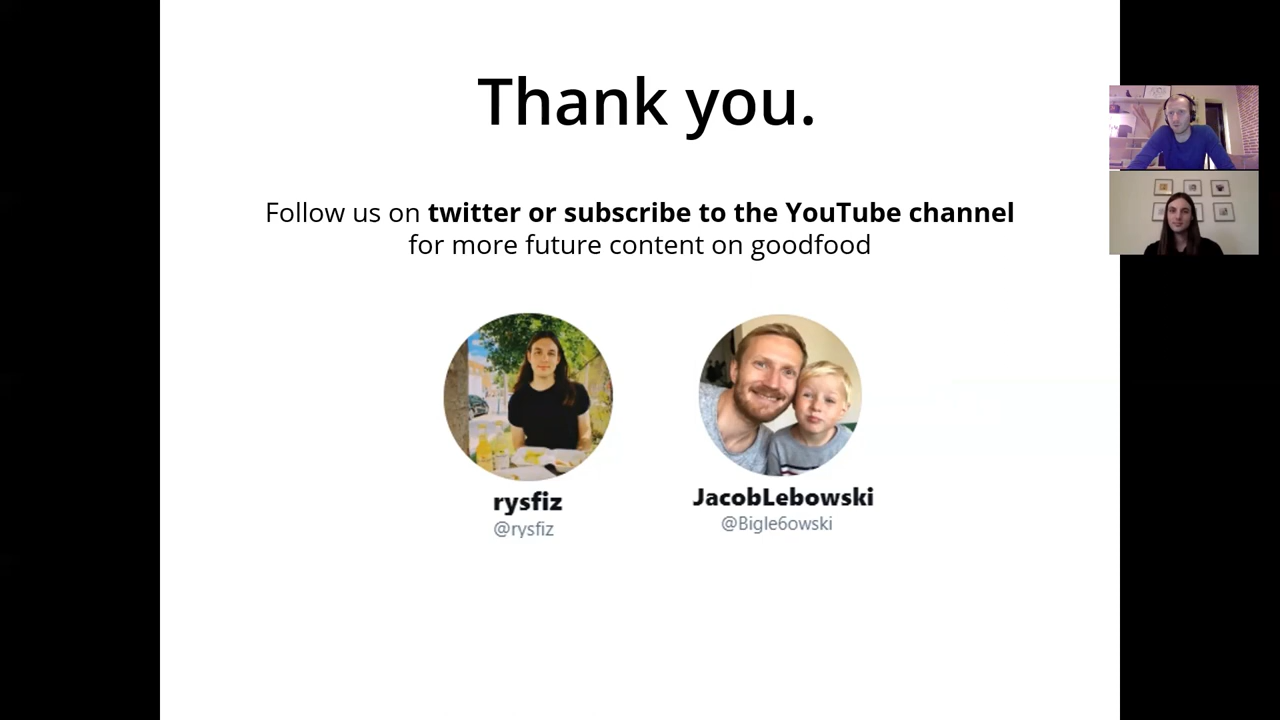 Thank you.
Follow us on twitter or subscribe to the YouTube channel
for more future content on goodfood
rysfiz
@rysfiz
JacobLebowski
@Bigle6owski